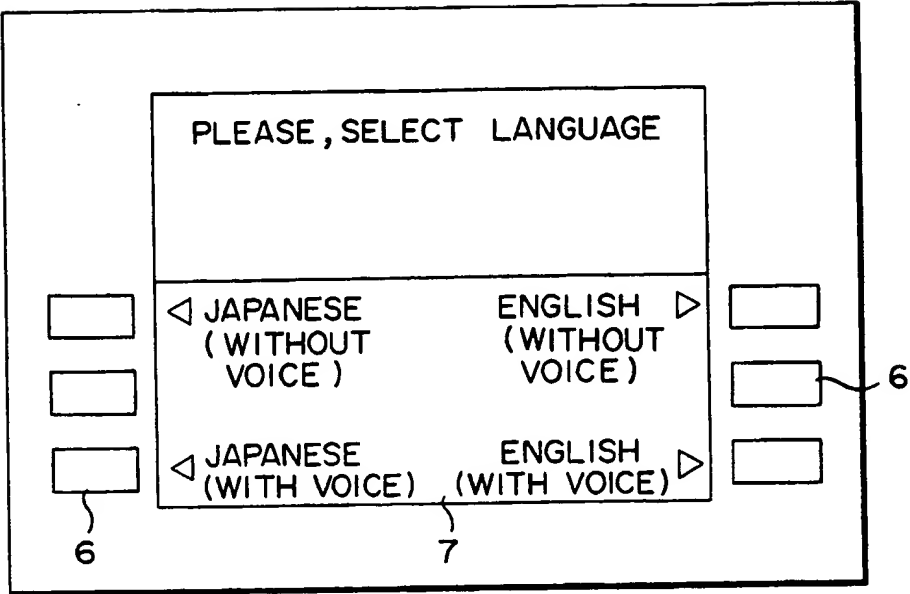 PLEASE, SELECT LANGUAGE
◁ JAPANESE
(WITHOUT
VOICE)
ENGLISH ▷
(WITHOUT
VOICE)
6
◁ JAPANESE
(WITH VOICE)
ENGLISH ▷
(WITH VOICE)
6
7